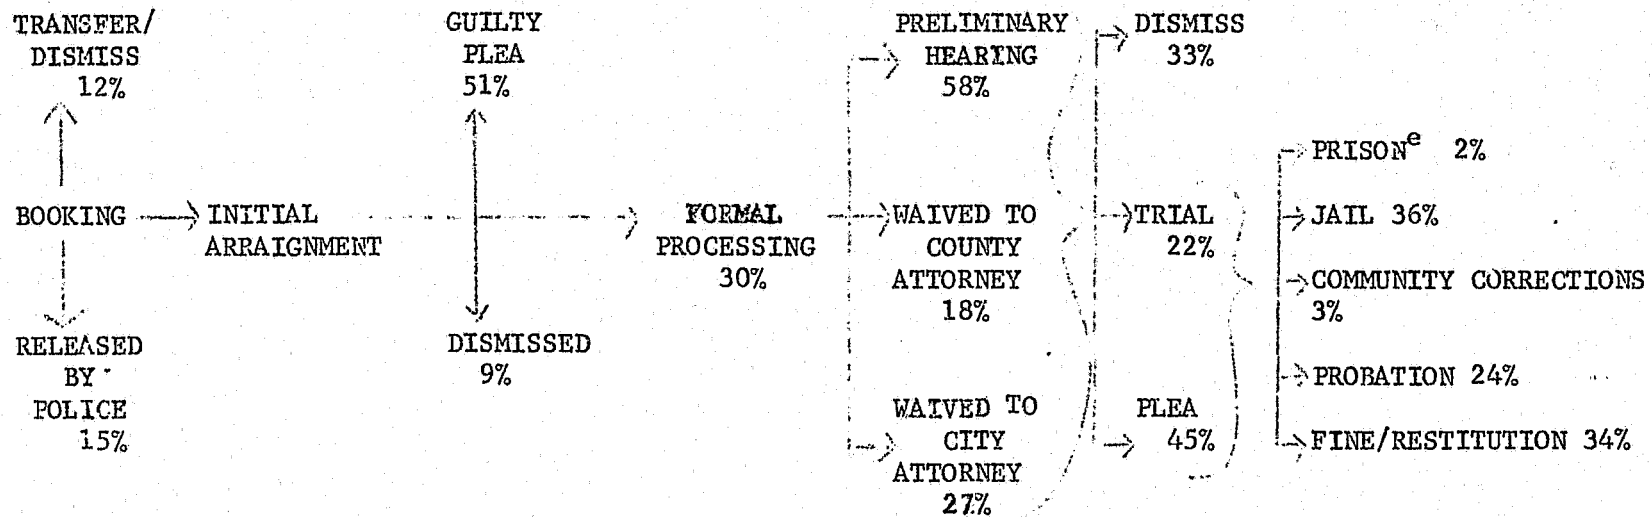 TRANSFER/
DISMISS
12%
BOOKING
RELEASED
BY
POLICE
15%
INITIAL
ARRAIGNMENT
GUILTY
PLEA
51%
DISMISSED
9%
FORMAL
PROCESSING
30%
PRELIMINARY
HEARING
58%
WAIVED TO
COUNTY
ATTORNEY
18%
WAIVED TO
CITY
ATTORNEY
27%
DISMISS
33%
TRIAL
22%
PLEA
45%
PRISONe 2%
JAIL 36%
COMMUNITY CORRECTIONS
3%
PROBATION 24%
FINE/RESTITUTION 34%